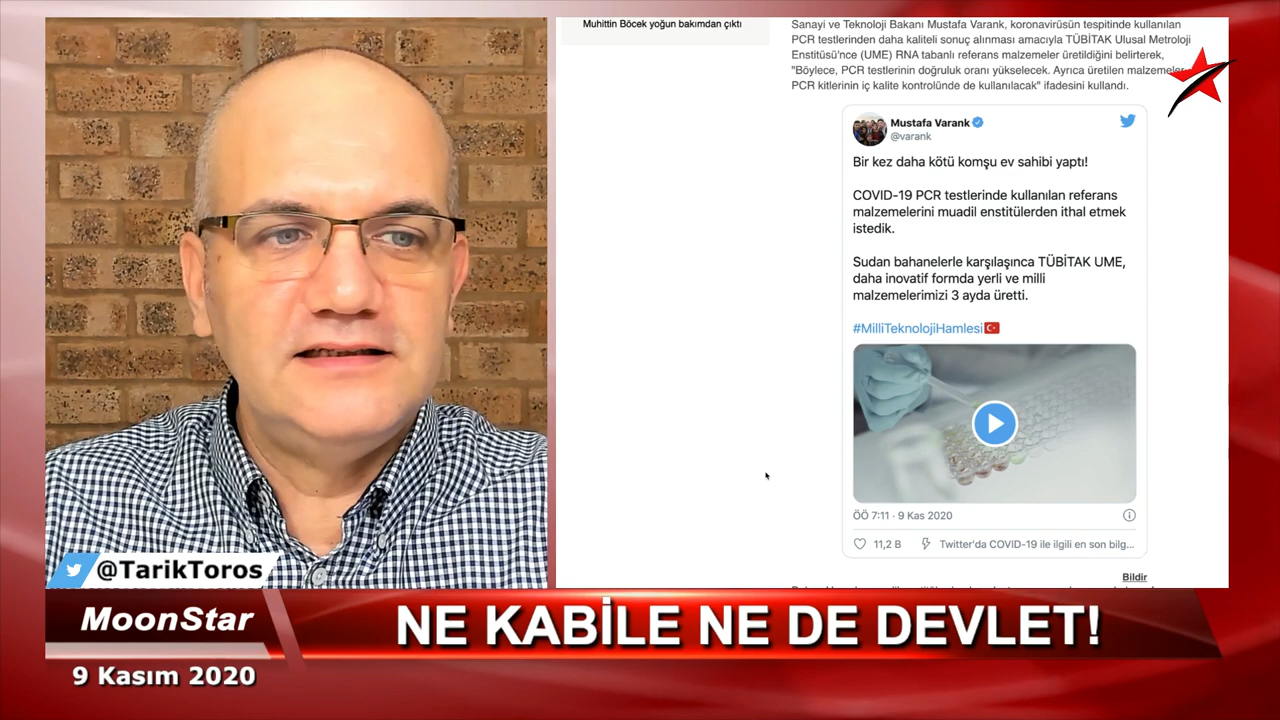 Muhittin Böcek yoğun bakımdan çıktı
Sanayi ve Teknoloji Bakanı Mustafa Varank, koronavirüsün tespitinde kullanılan
PCR testlerinden daha kaliteli sonuç alınması amacıyla TÜBİTAK Ulusal Metroloji
Enstitüsü'nce (UME) RNA tabanlı referans malzemeler üretildiğini belirterek,
"Böylece, PCR testlerinin doğruluk oranı yükselecek. Ayrıca üretilen malzemeler
PCR kitlerinin iç kalite kontrolünde de kullanılacak" ifadesini kullandı.
Mustafa Varank
@varank
Bir kez daha kötü komşu ev sahibi yaptı!
COVID-19 PCR testlerinde kullanılan referans
malzemelerini muadil enstitülerden ithal etmek
istedik.
Sudan bahanelerle karşılaşınca TÜBİTAK UME,
daha inovatif formda yerli ve milli
malzemelerimizi 3 ayda üretti.
#MilliTeknolojiHamlesi
ÖÖ 7:11 · 9 Kas 2020
11,2 B Twitter'da COVID-19 ile ilgili en son bilg...
Bildir
@TarikToros
MoonStar
NE KABİLE NE DE DEVLET!
9 Kasım 2020